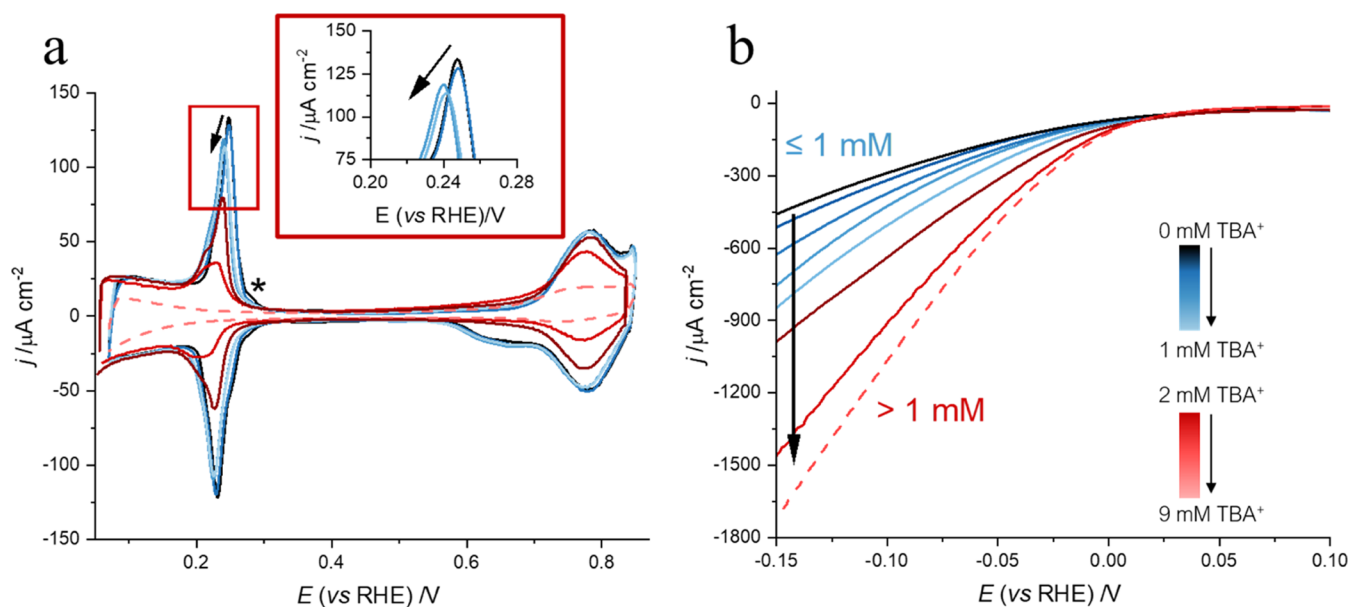 a
150
100
50
0
-50
-100
-150
j /µA cm⁻²
0.2
0.4
0.6
0.8
E (vs RHE) /V
*
150
125
100
75
j /µA cm⁻²
0.20
0.24
0.28
E (vs RHE)/V
b
0
-300
-600
-900
-1200
-1500
-1800
j /µA cm⁻²
≤ 1 mM
> 1 mM
0 mM TBA⁺
1 mM TBA⁺
2 mM TBA⁺
9 mM TBA⁺
-0.15
-0.10
-0.05
0.00
0.05
0.10
E (vs RHE) /V